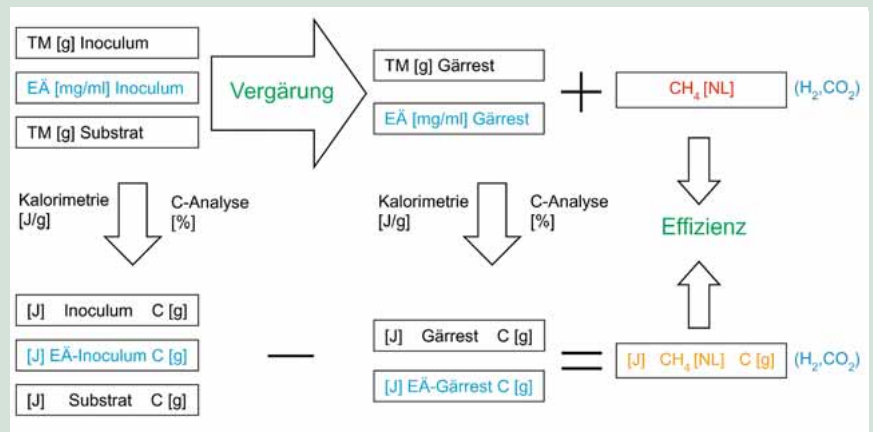 TM [g] Inoculum
EÄ [mg/ml] Inoculum
TM [g] Substrat
Vergärung
TM [g] Gärrest
EÄ [mg/ml] Gärrest
+
CH₄ [NL]
(H₂,CO₂)
Kalorimetrie
[J/g]
C-Analyse
[%]
Kalorimetrie
[J/g]
C-Analyse
[%]
Effizienz
[J] Inoculum C [g]
[J] EÄ-Inoculum C [g]
[J] Substrat C [g]
—
[J] Gärrest C [g]
[J] EÄ-Gärrest C [g]
=
[J] CH₄ [NL] C [g]
(H₂,CO₂)